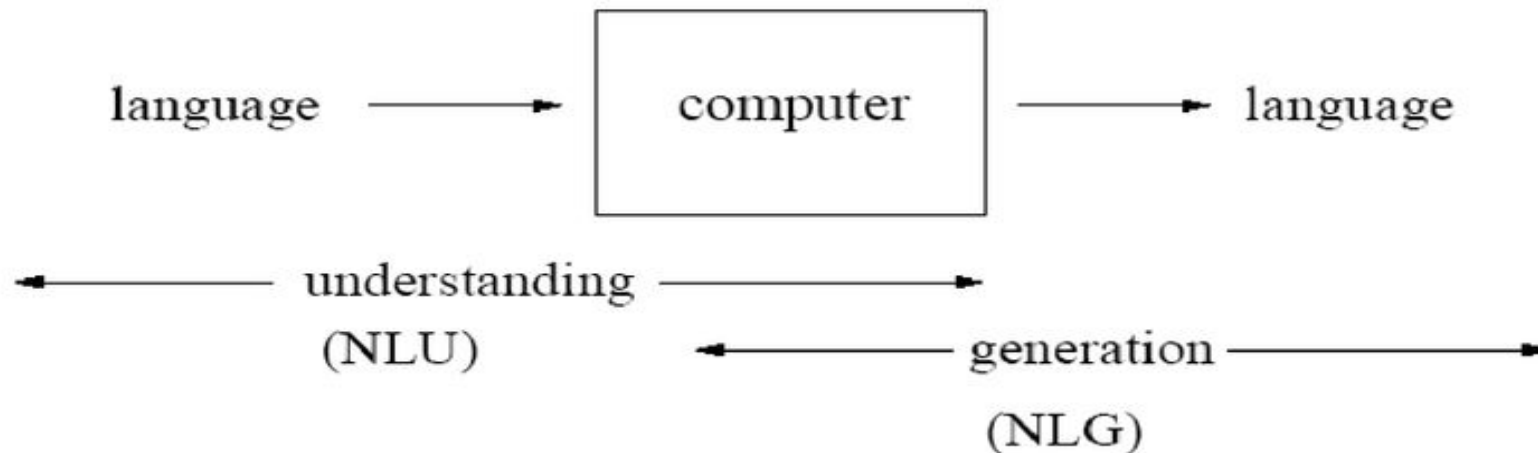 language computer language
understanding
(NLU)
generation
(NLG)